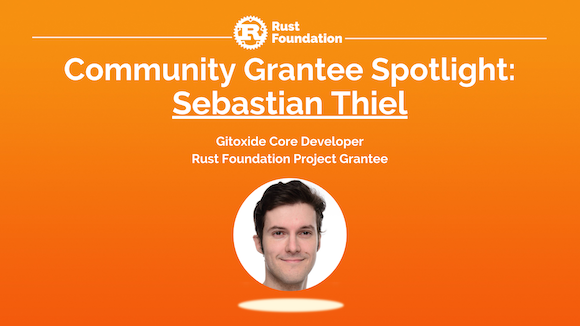 Rust
Foundation
Community Grantee Spotlight:
Sebastian Thiel
Gitoxide Core Developer
Rust Foundation Project Grantee